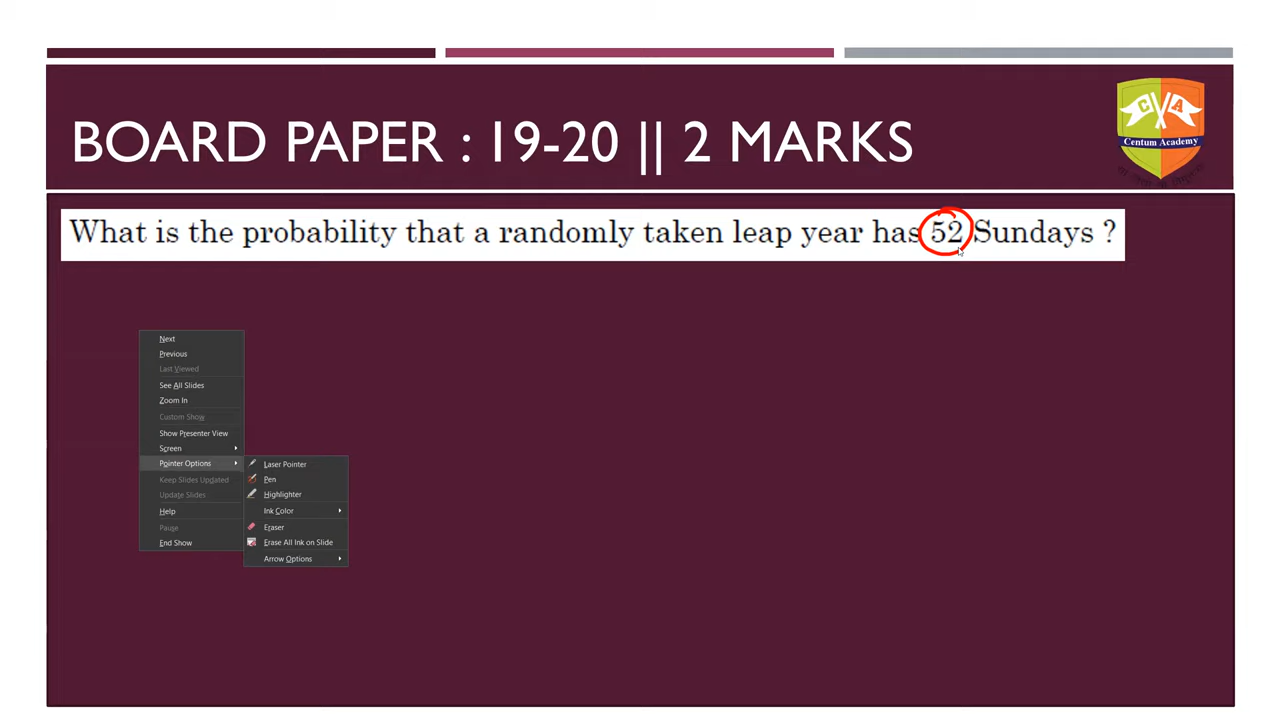 BOARD PAPER : 19-20 || 2 MARKS
C A
Centum Academy
What is the probability that a randomly taken leap year has 52 Sundays ?
Next
Previous
Last Viewed
See All Slides
Zoom In
Custom Show
Show Presenter View
Screen
Pointer Options
Keep Slides Updated
Update Slides
Help
Pause
End Show
Laser Pointer
Pen
Highlighter
Ink Color
Eraser
Erase All Ink on Slide
Arrow Options